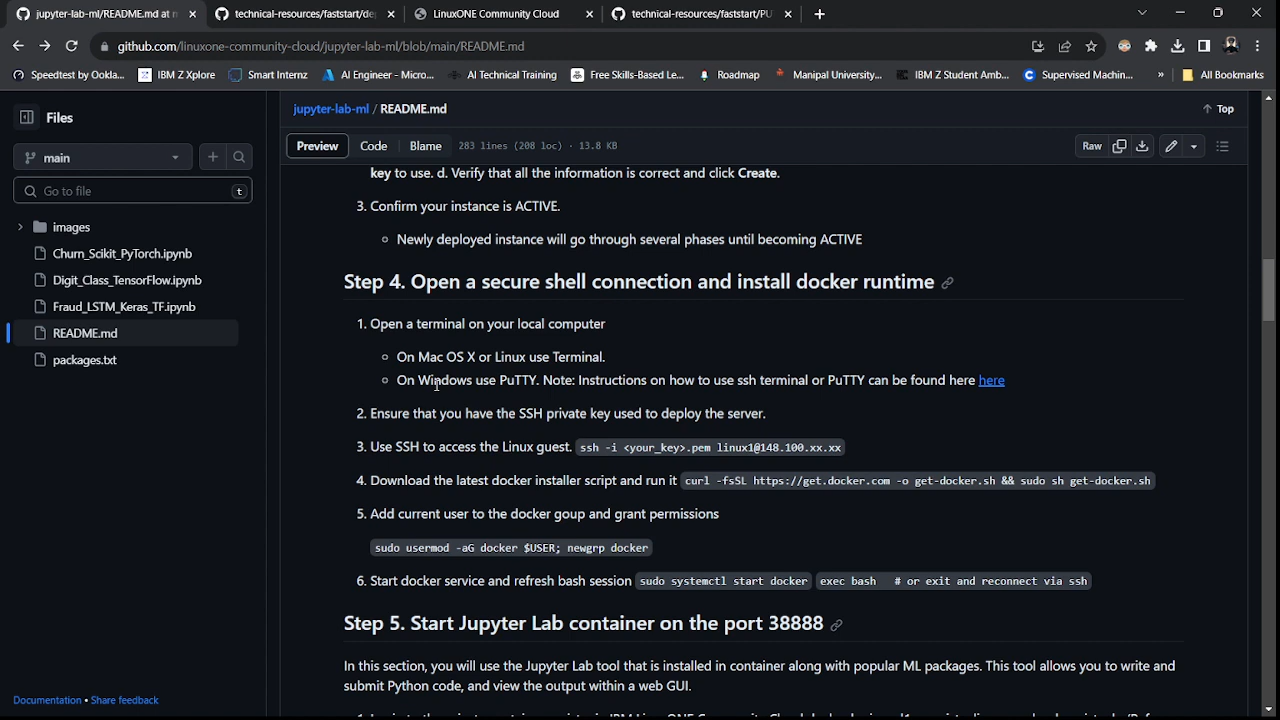 jupyter-lab-ml/README.md at n
technical-resources/faststart/de
LinuxONE Community Cloud
technical-resources/faststart/PU
github.com/linuxone-community-cloud/jupyter-lab-ml/blob/main/README.md
Speedtest by Ookla...
IBM Z Xplore
Smart Internz
AI Engineer - Micro...
AI Technical Training
Free Skills-Based Le...
Roadmap
Manipal University...
IBM Z Student Amb...
Supervised Machin...
»
All Bookmarks
Files
jupyter-lab-ml / README.md
Top
main
Preview
Code
Blame
283 lines (208 loc) · 13.8 KB
Raw
Go to file
t
images
Churn_Scikit_PyTorch.ipynb
Digit_Class_TensorFlow.ipynb
Fraud_LSTM_Keras_TF.ipynb
README.md
packages.txt
key to use. d. Verify that all the information is correct and click Create.
3. Confirm your instance is ACTIVE.
Newly deployed instance will go through several phases until becoming ACTIVE
Step 4. Open a secure shell connection and install docker runtime
1. Open a terminal on your local computer
On Mac OS X or Linux use Terminal.
On Windows use PuTTY. Note: Instructions on how to use ssh terminal or PuTTY can be found here here
2. Ensure that you have the SSH private key used to deploy the server.
3. Use SSH to access the Linux guest. ssh -i <your_key>.pem linux1@148.100.xx.xx
4. Download the latest docker installer script and run it curl -fsSL https://get.docker.com -o get-docker.sh && sudo sh get-docker.sh
5. Add current user to the docker goup and grant permissions
sudo usermod -aG docker $USER; newgrp docker
6. Start docker service and refresh bash session sudo systemctl start docker exec bash # or exit and reconnect via ssh
Step 5. Start Jupyter Lab container on the port 38888
In this section, you will use the Jupyter Lab tool that is installed in container along with popular ML packages. This tool allows you to write and
submit Python code, and view the output within a web GUI.
Documentation • Share feedback